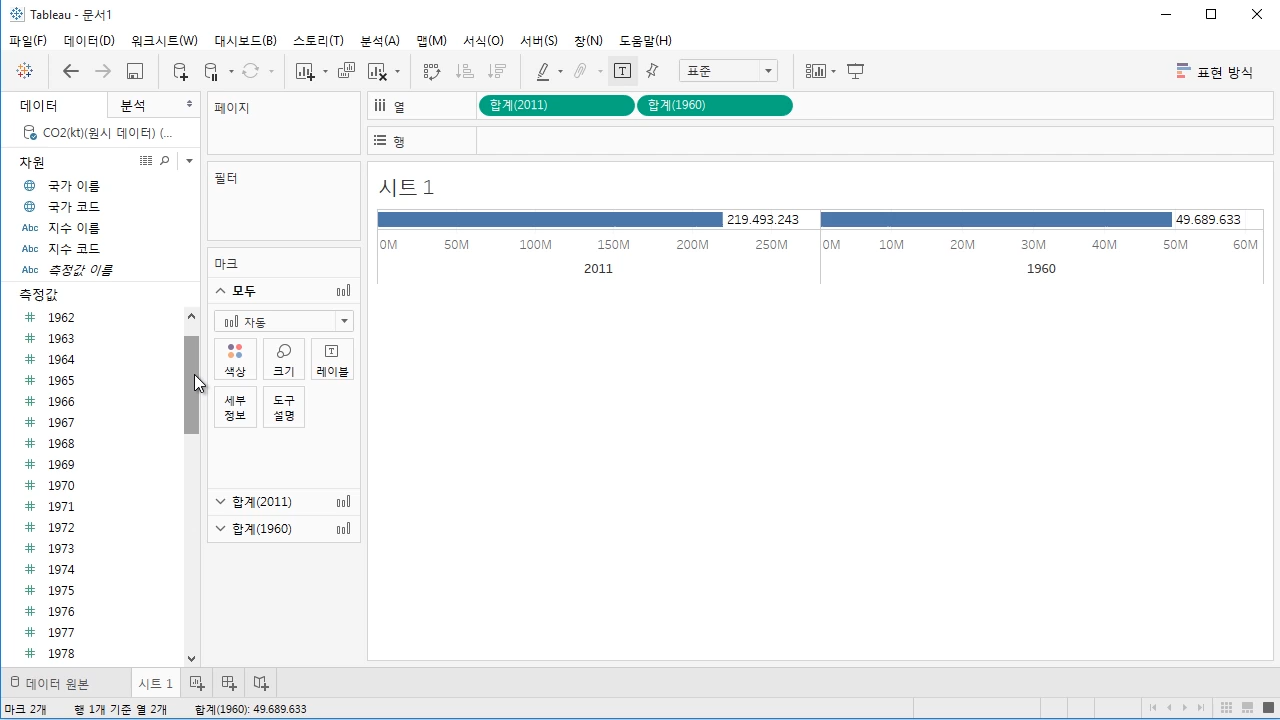 Tableau - 문서1
파일(F) 데이터(D) 워크시트(W) 대시보드(B) 스토리(T) 분석(A) 맵(M) 서식(O) 서버(S) 창(N) 도움말(H)
표준
표현 방식
데이터 분석
CO2(kt)(원시 데이터) (...
차원
국가 이름
국가 코드
Abc 지수 이름
Abc 지수 코드
Abc 측정값 이름
측정값
1962
1963
1964
1965
1966
1967
1968
1969
1970
1971
1972
1973
1974
1975
1976
1977
1978
페이지
필터
마크
모두
자동
색상 크기 레이블
세부 정보
도구 설명
합계(2011)
합계(1960)
열 합계(2011) 합계(1960)
행
시트 1
219.493.243 49.689.633
0M 50M 100M 150M 200M 250M 0M 10M 20M 30M 40M 50M 60M
2011 1960
데이터 원본 시트 1
마크 2개 행 1개 기준 열 2개 합계(1960): 49.689.633